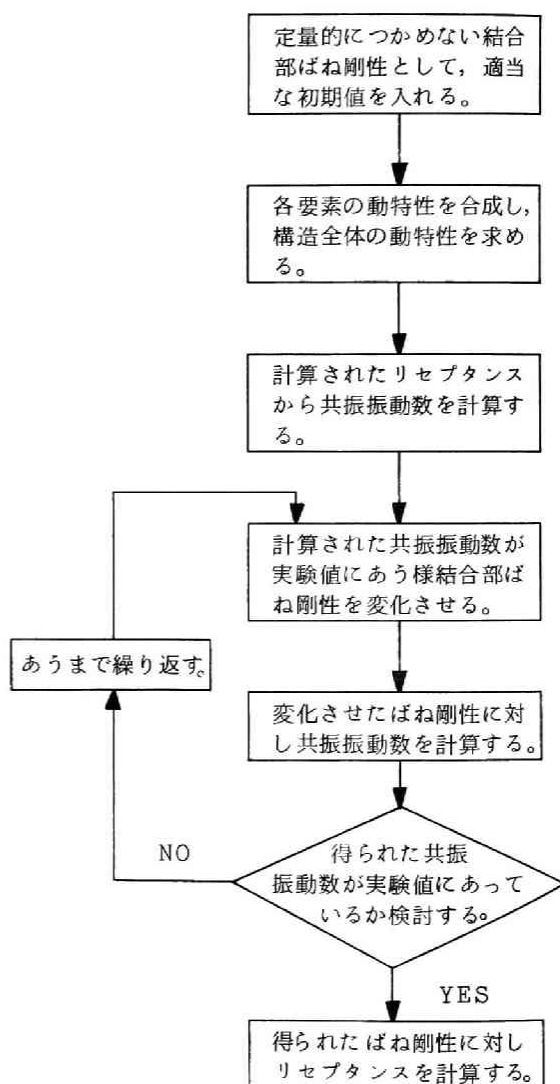 定量的につかめない結合
部ばね剛性として，適当
な初期値を入れる。
各要素の動特性を合成し，
構造全体の動特性を求め
る。
計算されたリセプタンス
から共振振動数を計算す
る。
計算された共振振動数が
実験値にあう様結合部ば
ね剛性を変化させる。
あうまで繰り返す。
変化させたばね剛性に対
し共振振動数を計算する。
得られた共振
振動数が実験値にあって
いるか検討する。
NO
YES
得られたばね剛性に対し
リセプタンスを計算する。